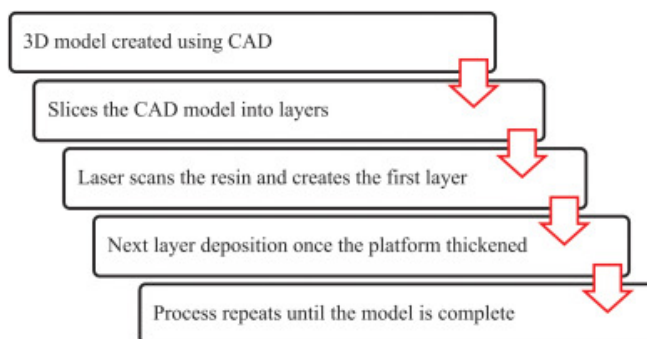 3D model created using CAD
Slices the CAD model into layers
Laser scans the resin and creates the first layer
Next layer deposition once the platform thickened
Process repeats until the model is complete